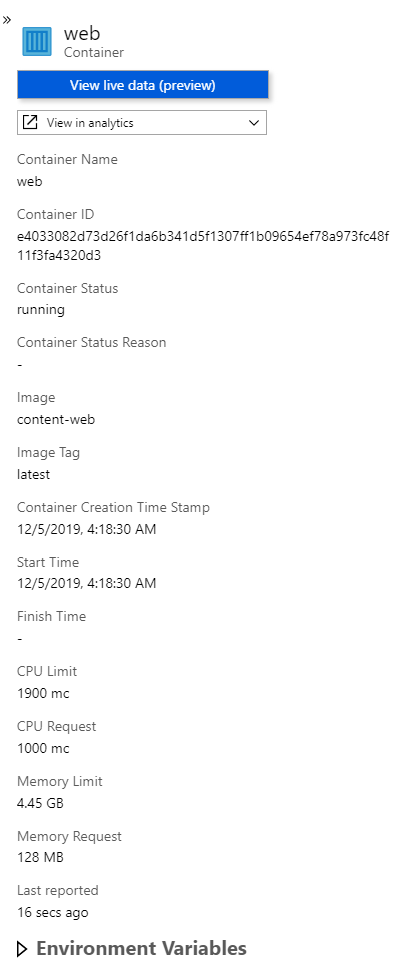 »
web
Container
View live data (preview)
View in analytics
Container Name
web
Container ID
e4033082d73d26f1da6b341d5f1307ff1b09654ef78a973fc48f
11f3fa4320d3
Container Status
running
Container Status Reason
-
Image
content-web
Image Tag
latest
Container Creation Time Stamp
12/5/2019, 4:18:30 AM
Start Time
12/5/2019, 4:18:30 AM
Finish Time
-
CPU Limit
1900 mc
CPU Request
1000 mc
Memory Limit
4.45 GB
Memory Request
128 MB
Last reported
16 secs ago
Environment Variables